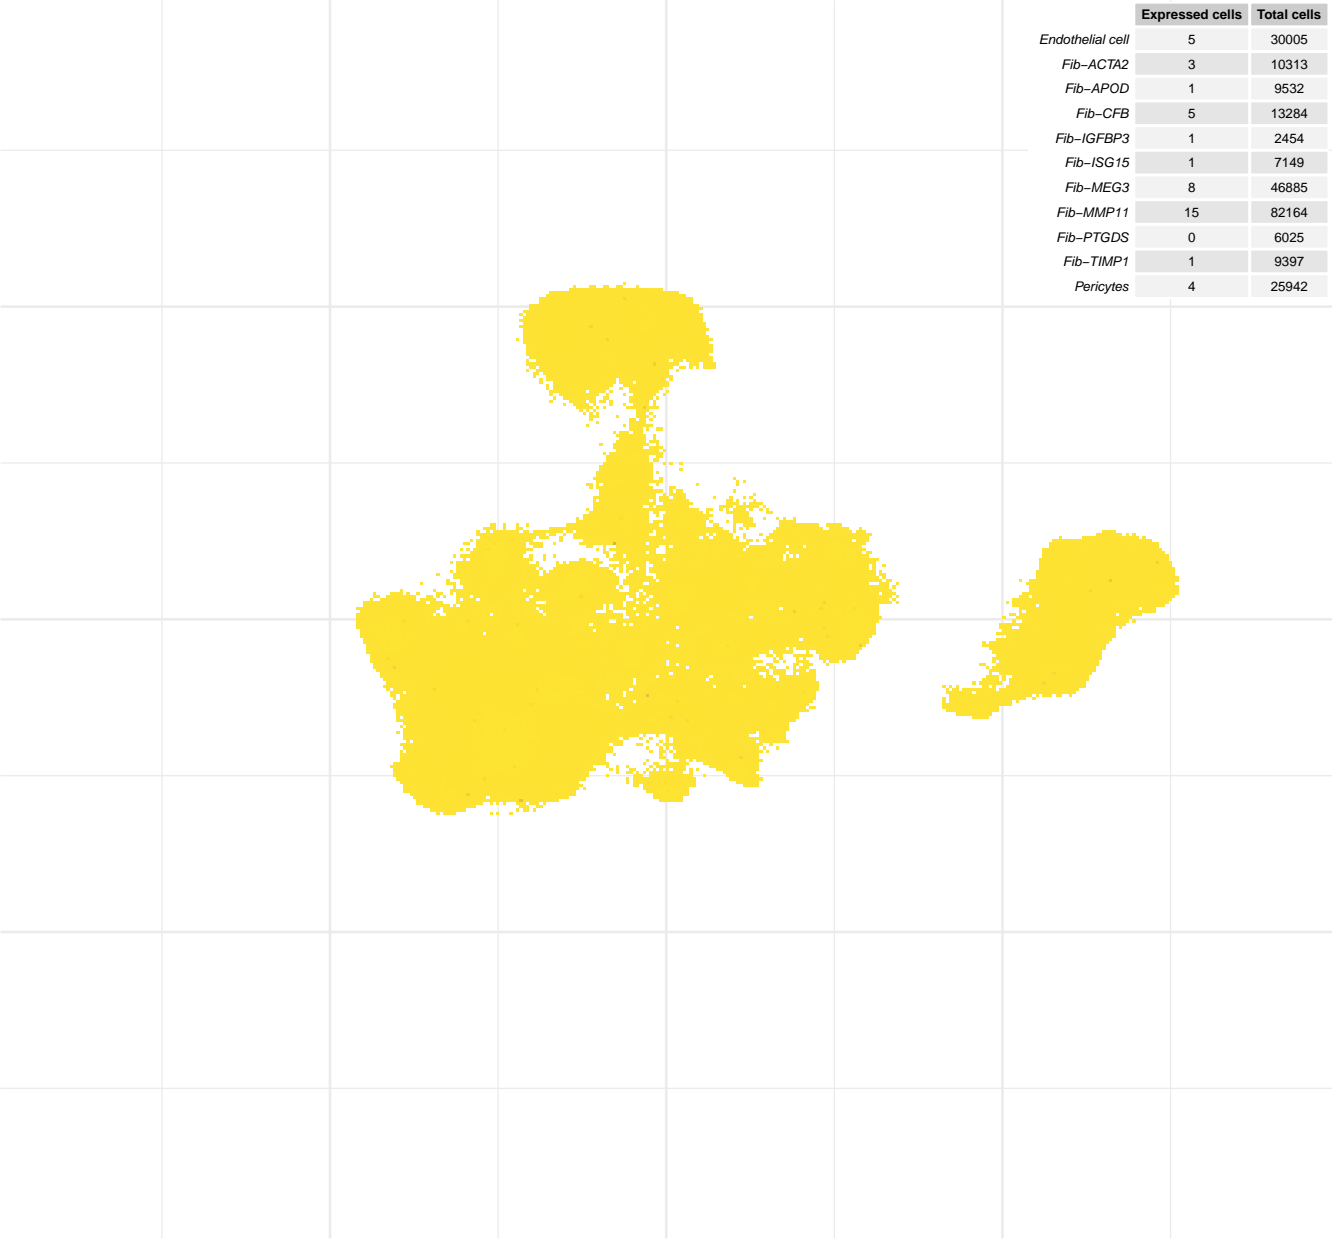 Expressed cells Total cells
Endothelial cell 5 30005
Fib−ACTA2 3 10313
Fib−APOD 1 9532
Fib−CFB 5 13284
Fib−IGFBP3 1 2454
Fib−ISG15 1 7149
Fib−MEG3 8 46885
Fib−MMP11 15 82164
Fib−PTGDS 0 6025
Fib−TIMP1 1 9397
Pericytes 4 25942